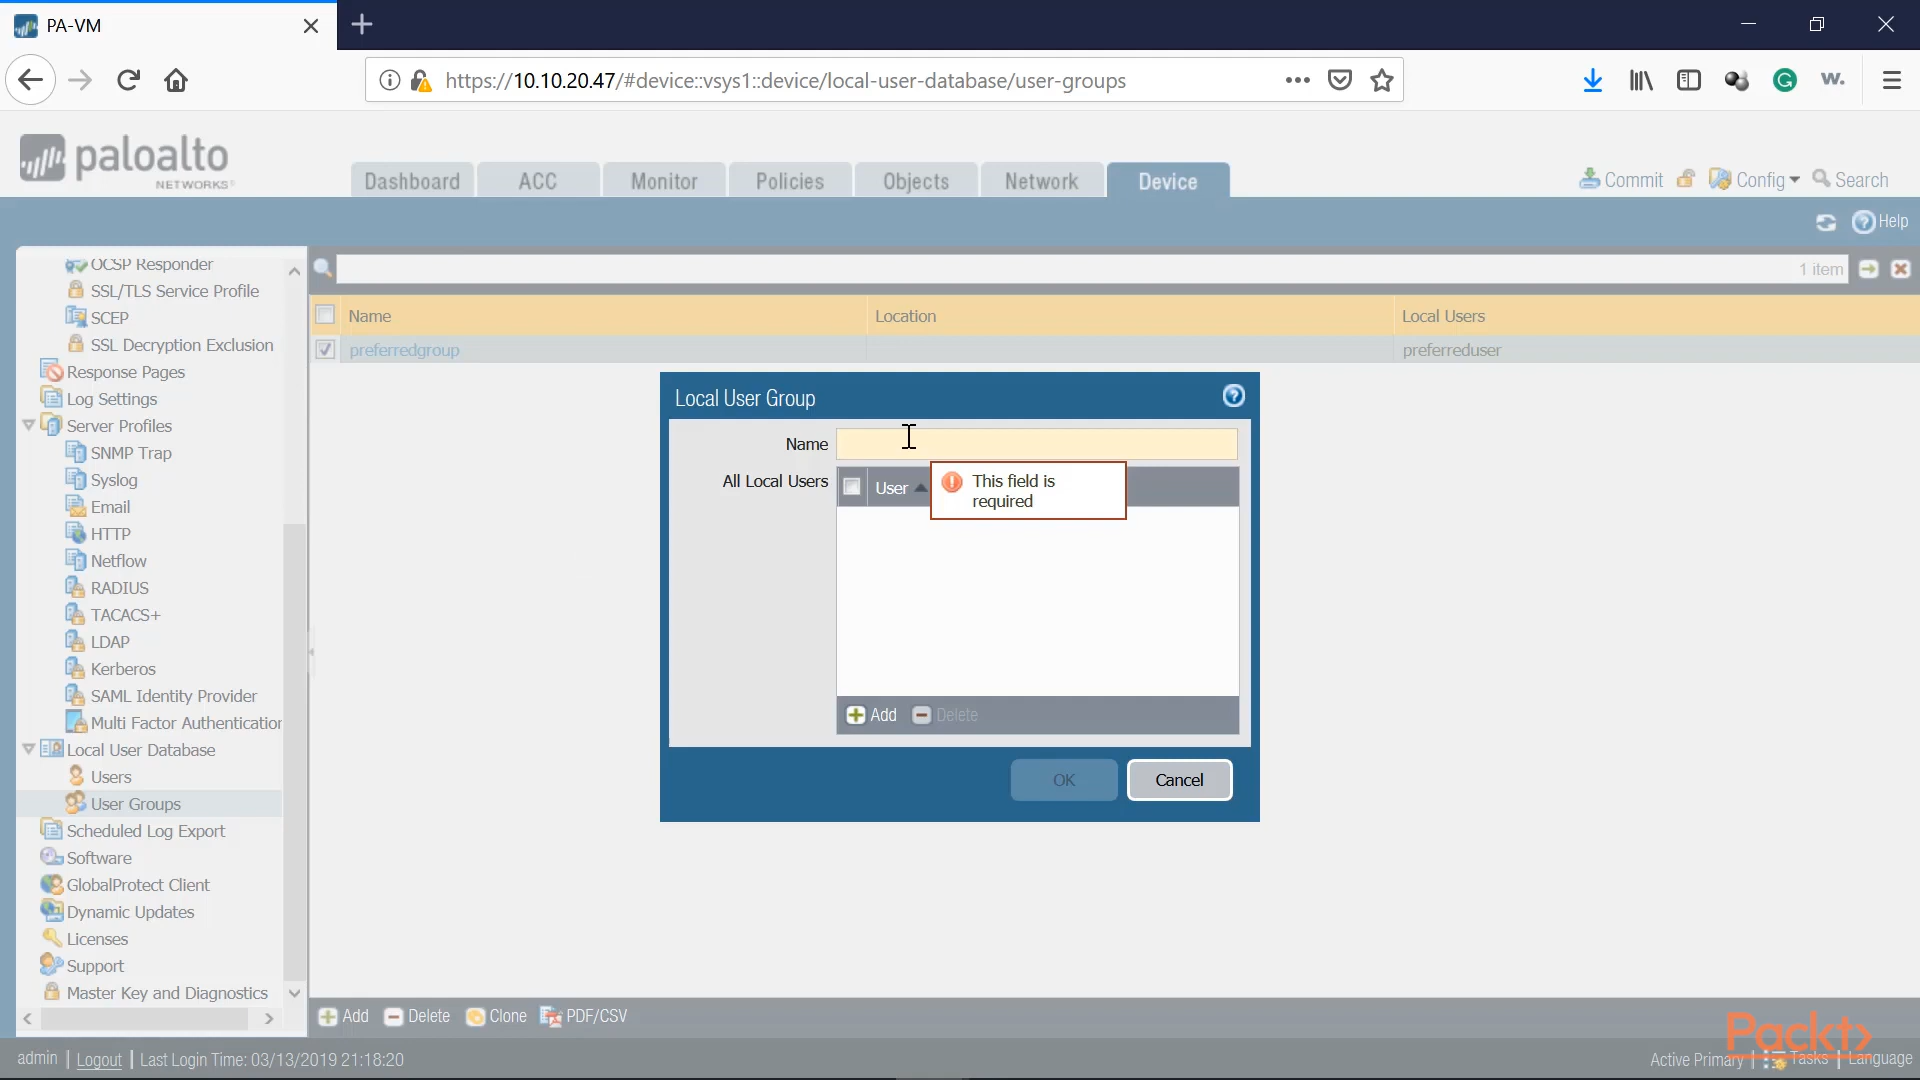 PA-VM
https://10.10.20.47/#device::vsys1::device/local-user-database/user-groups
w.
paloalto
NETWORKS
Dashboard ACC Monitor Policies Objects Network Device
Commit Config Search
Help
OCSP Responder
SSL/TLS Service Profile
SCEP
SSL Decryption Exclusion
Response Pages
Log Settings
Server Profiles
SNMP Trap
Syslog
Email
HTTP
Netflow
RADIUS
TACACS+
LDAP
Kerberos
SAML Identity Provider
Multi Factor Authentication
Local User Database
Users
User Groups
Scheduled Log Export
Software
GlobalProtect Client
Dynamic Updates
Licenses
Support
Master Key and Diagnostics
1 item
Name Location Local Users
preferredgroup preferreduser
Local User Group
Name
All Local Users
User
This field is
required
Add Delete
OK Cancel
Add Delete Clone PDF/CSV
Packt>
admin | Logout | Last Login Time: 03/13/2019 21:18:20
Active Primary | Tasks | Language